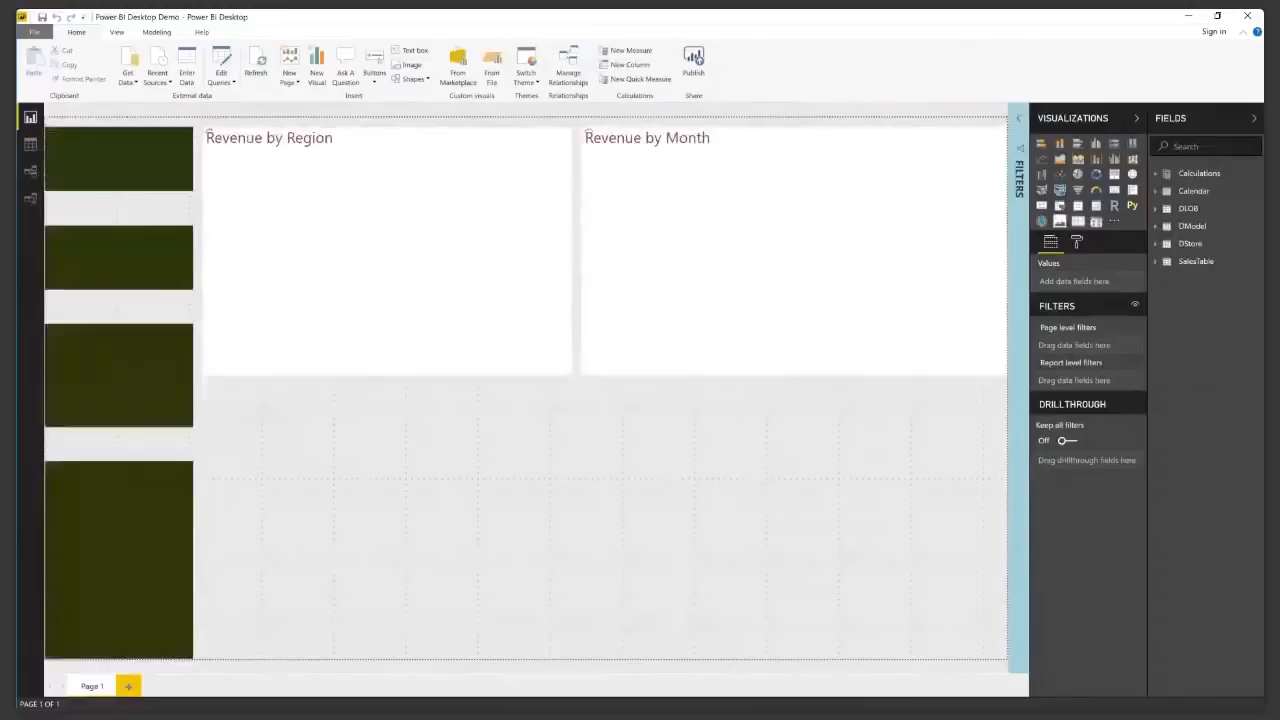 Power BI Desktop Demo - Power BI Desktop
Sign in
File Home View Modeling Help
Paste
Cut
Copy
Format Painter
Clipboard
Get Data
Recent Sources
Enter Data
Edit Queries
External data
Refresh
New Page
New Visual
Ask A Question
Buttons
Text box
Image
Shapes
Insert
From Marketplace
From File
Custom visuals
Switch Theme
Themes
Manage Relationships
Relationships
New Measure
New Column
New Quick Measure
Calculations
Publish
Share
Revenue by Region
Revenue by Month
FILTERS
VISUALIZATIONS
R
Py
Values
Add data fields here
FILTERS
Page level filters
Drag data fields here
Report level filters
Drag data fields here
DRILLTHROUGH
Keep all filters
Off
Drag drillthrough fields here
FIELDS
Search
Calculations
Calendar
DLOB
DModel
DStore
SalesTable
Page 1
PAGE 1 OF 1